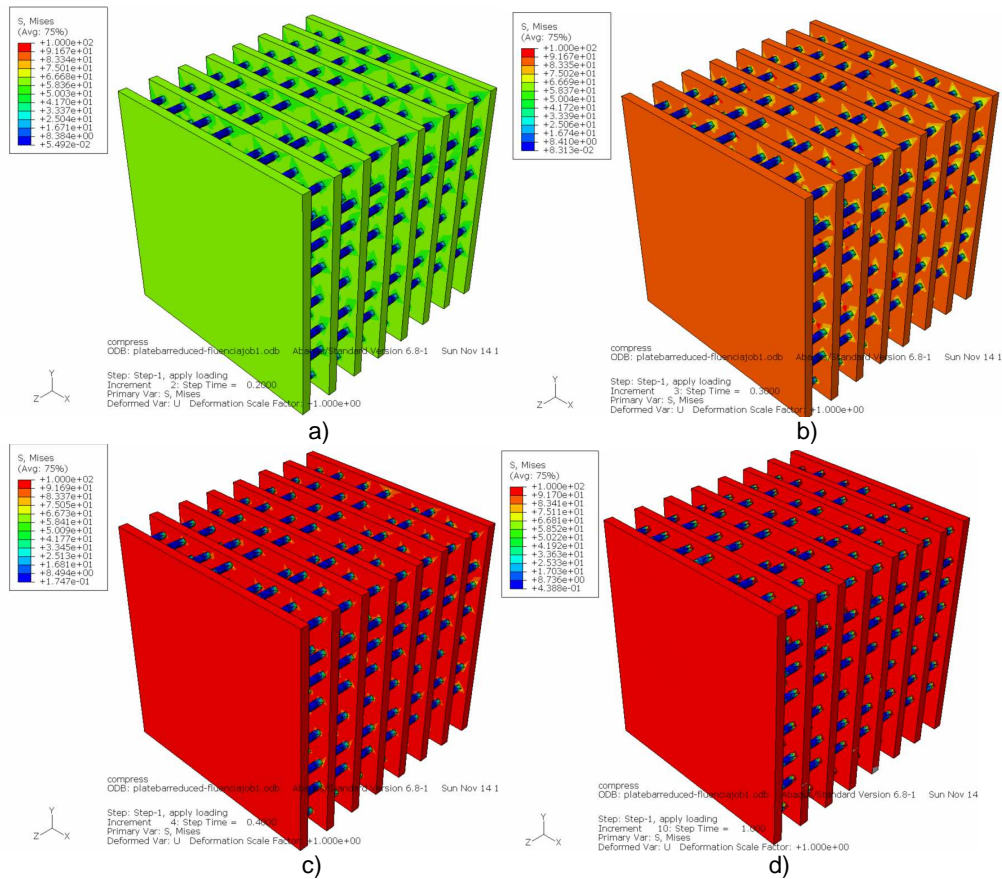 S, Mises
(Avg: 75%)
+1.000e+02
+9.167e+01
+8.334e+01
+7.501e+01
+6.668e+01
+5.836e+01
+5.003e+01
+4.170e+01
+3.337e+01
+2.504e+01
+1.671e+01
+8.384e+00
+5.492e-02
compress
ODB: platebarreduced-fluenciajob1.odb Abaqus/Standard Version 6.8-1 Sun Nov 14 1
Step: Step-1, apply loading
Increment 2: Step Time = 0.2000
Primary Var: S, Mises
Deformed Var: U Deformation Scale Factor: +1.000e+00
Y
Z X
a)
S, Mises
(Avg: 75%)
+1.000e+02
+9.167e+01
+8.335e+01
+7.502e+01
+6.669e+01
+5.837e+01
+5.004e+01
+4.172e+01
+3.339e+01
+2.506e+01
+1.674e+01
+8.410e+00
+8.313e-02
compress
ODB: platebarreduced-fluenciajob1.odb Abaqus/Standard Version 6.8-1 Sun Nov 14 1
Step: Step-1, apply loading
Increment 3: Step Time = 0.3000
Primary Var: S, Mises
Deformed Var: U Deformation Scale Factor: +1.000e+00
Y
Z X
b)
S, Mises
(Avg: 75%)
+1.000e+02
+9.169e+01
+8.337e+01
+7.505e+01
+6.673e+01
+5.841e+01
+5.009e+01
+4.177e+01
+3.345e+01
+2.513e+01
+1.681e+01
+8.494e+00
+1.747e-01
compress
ODB: platebarreduced-fluenciajob1.odb Abaqus/Standard Version 6.8-1 Sun Nov 14 1
Step: Step-1, apply loading
Increment 4: Step Time = 0.4000
Primary Var: S, Mises
Deformed Var: U Deformation Scale Factor: +1.000e+00
Y
Z X
c)
S, Mises
(Avg: 75%)
+1.000e+02
+9.170e+01
+8.341e+01
+7.511e+01
+6.681e+01
+5.852e+01
+5.022e+01
+4.192e+01
+3.363e+01
+2.533e+01
+1.703e+01
+8.736e+00
+4.388e-01
compress
ODB: platebarreduced-fluenciajob1.odb Abaqus/Standard Version 6.8-1 Sun Nov 14
Step: Step-1, apply loading
Increment 10: Step Time = 1.000
Primary Var: S, Mises
Deformed Var: U Deformation Scale Factor: +1.000e+00
Y
Z X
d)